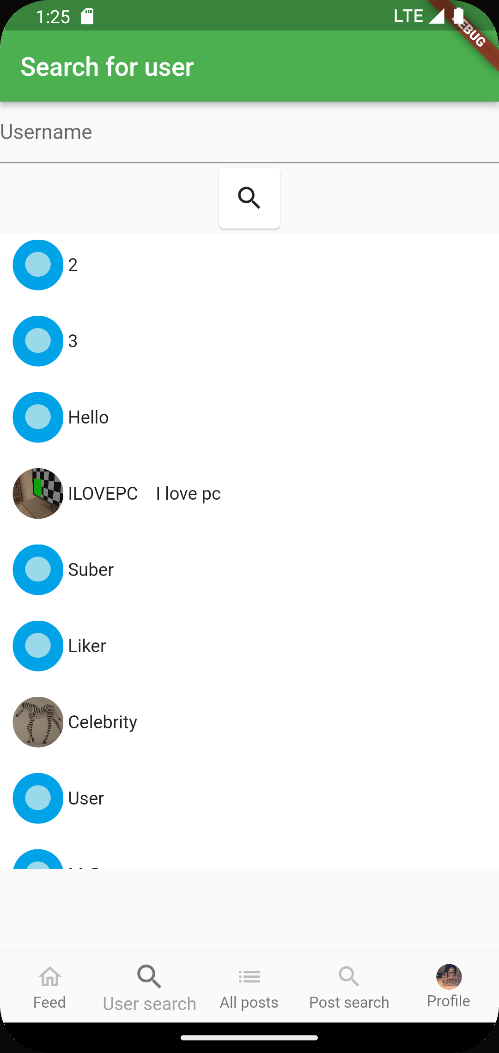 1:25 LTE
DEBUG
Search for user
Username
2
3
Hello
ILOVEPC I love pc
Suber
Liker
Celebrity
User
Feed User search All posts Post search Profile